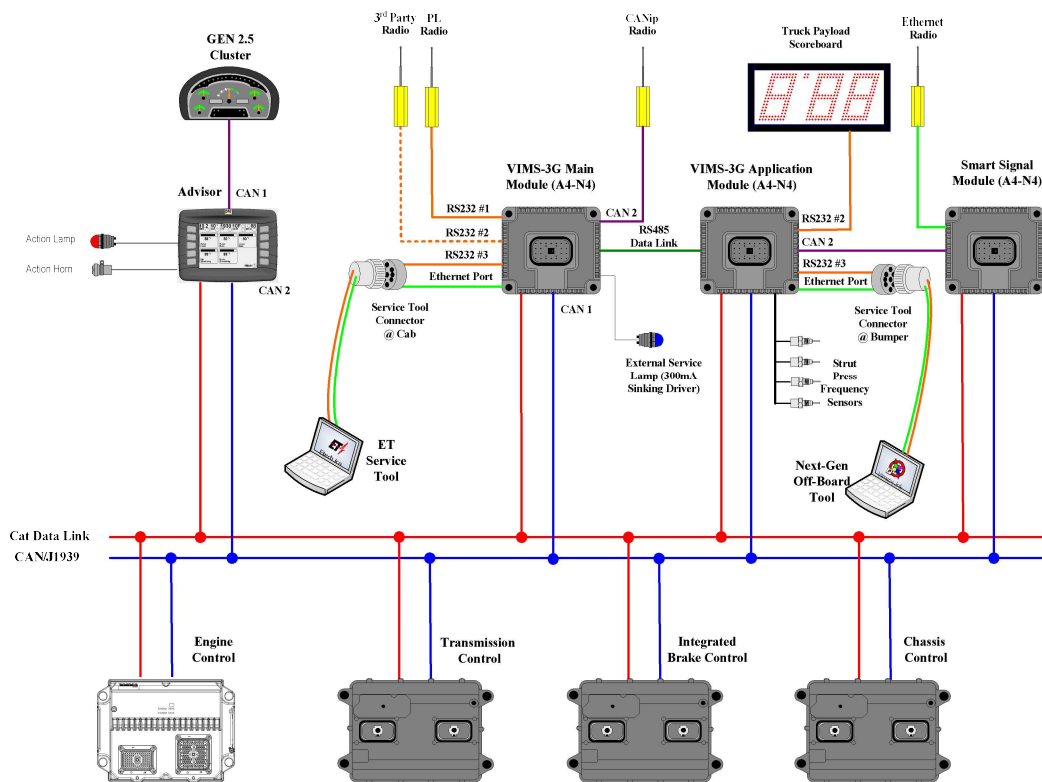 3rd Party
Radio
PL
Radio
CANip
Radio
Truck Payload
Scoreboard
Ethernet
Radio
GEN 2.5
Cluster
VIMS-3G Main
Module (A4-N4)
VIMS-3G Application
Module (A4-N4)
Smart Signal
Module (A4-N4)
Advisor
CAN 1
RS232 #1
CAN 2
RS232 #2
RS232 #2
RS485
Data Link
CAN 2
Action Lamp
Action Horn
RS232 #3
Ethernet Port
RS232 #3
Ethernet Port
CAN 2
Service Tool
Connector
@ Cab
CAN 1
Service Tool
Connector
@ Bumper
External Service
Lamp (300mA
Sinking Driver)
Strut
Press
Frequency
Sensors
ET
ET
Service
Tool
Next-Gen
Off-Board
Tool
Cat Data Link
CAN/J1939
Engine
Control
Transmission
Control
Integrated
Brake Control
Chassis
Control